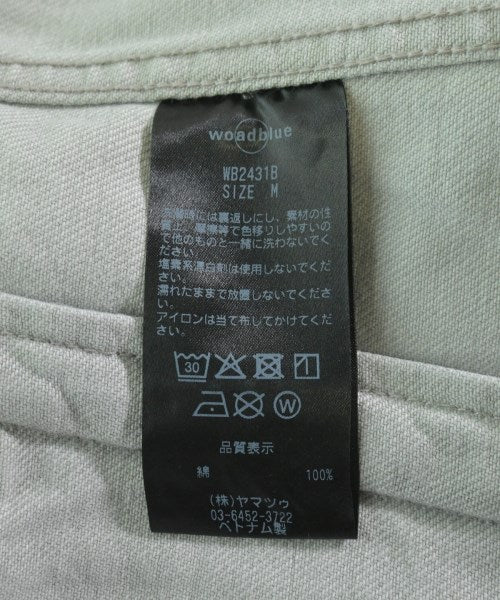 woadblue
WB2431B
SIZE M
洗濯時には裏返しにし、素材の性
質上、摩擦等で色移りしやすいの
で他のものと一緒に洗わないでく
ださい。
塩素系漂白剤は使用しないでくだ
さい。
濡れたままで放置しないでくださ
い。
アイロンは当て布してかけてくだ
さい。
30
W
品質表示
綿 100%
(株)ヤマツゥ
03-6452-3722
ベトナム製